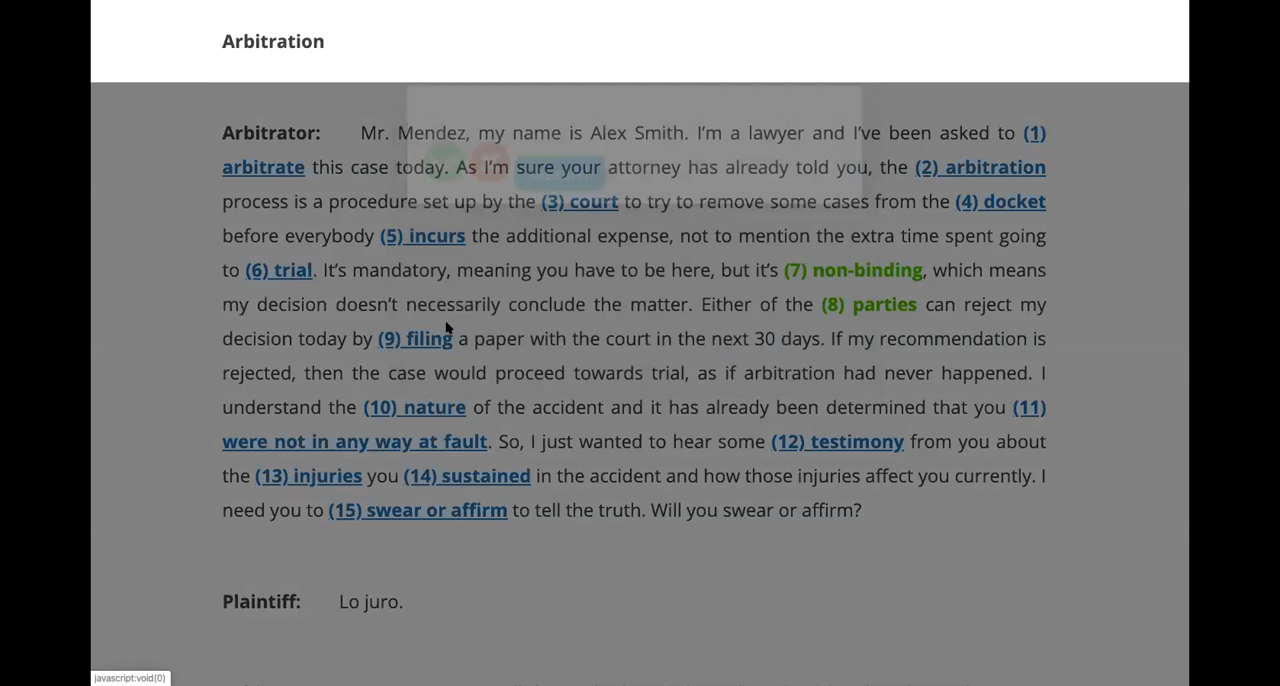 Arbitration
Arbitrator: Mr. Mendez, my name is Alex Smith. I’m a lawyer and I’ve been asked to (1)
arbitrate this case today. As I’m sure your attorney has already told you, the (2) arbitration
process is a procedure set up by the (3) court to try to remove some cases from the (4) docket
before everybody (5) incurs the additional expense, not to mention the extra time spent going
to (6) trial. It’s mandatory, meaning you have to be here, but it’s (7) non-binding, which means
my decision doesn’t necessarily conclude the matter. Either of the (8) parties can reject my
decision today by (9) filing a paper with the court in the next 30 days. If my recommendation is
rejected, then the case would proceed towards trial, as if arbitration had never happened. I
understand the (10) nature of the accident and it has already been determined that you (11)
were not in any way at fault. So, I just wanted to hear some (12) testimony from you about
the (13) injuries you (14) sustained in the accident and how those injuries affect you currently. I
need you to (15) swear or affirm to tell the truth. Will you swear or affirm?
Plaintiff: Lo juro.
javascript:void(0)